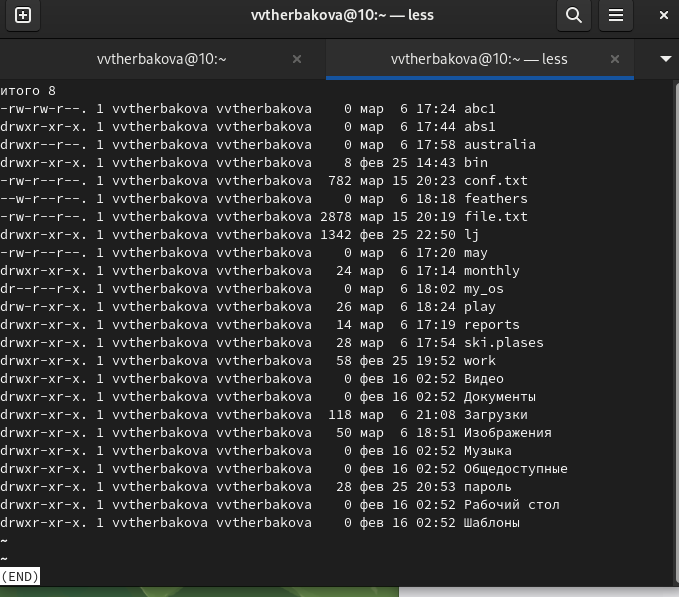 vvtherbakova@10:~ — less
vvtherbakova@10:~ vvtherbakova@10:~ — less
итого 8
-rw-rw-r--. 1 vvtherbakova vvtherbakova    0 мар  6 17:24 abc1
drwxr-xr-x. 1 vvtherbakova vvtherbakova    0 мар  6 17:44 abs1
drwxr--r--. 1 vvtherbakova vvtherbakova    0 мар  6 17:58 australia
drwxr-xr-x. 1 vvtherbakova vvtherbakova    8 фев 25 14:43 bin
-rw-r--r--. 1 vvtherbakova vvtherbakova  782 мар 15 20:23 conf.txt
--w-r--r--. 1 vvtherbakova vvtherbakova    0 мар  6 18:18 feathers
-rw-r--r--. 1 vvtherbakova vvtherbakova 2878 мар 15 20:19 file.txt
drwxr-xr-x. 1 vvtherbakova vvtherbakova 1342 фев 25 22:50 lj
-rw-r--r--. 1 vvtherbakova vvtherbakova    0 мар  6 17:20 may
drwxr-xr-x. 1 vvtherbakova vvtherbakova   24 мар  6 17:14 monthly
dr--r--r-x. 1 vvtherbakova vvtherbakova    0 мар  6 18:02 my_os
drw-r-xr-x. 1 vvtherbakova vvtherbakova   26 мар  6 18:24 play
drwxr-xr-x. 1 vvtherbakova vvtherbakova   14 мар  6 17:19 reports
drwxr-xr-x. 1 vvtherbakova vvtherbakova   28 мар  6 17:54 ski.plases
drwxr-xr-x. 1 vvtherbakova vvtherbakova   58 фев 25 19:52 work
drwxr-xr-x. 1 vvtherbakova vvtherbakova    0 фев 16 02:52 Видео
drwxr-xr-x. 1 vvtherbakova vvtherbakova    0 фев 16 02:52 Документы
drwxr-xr-x. 1 vvtherbakova vvtherbakova  118 мар  6 21:08 Загрузки
drwxr-xr-x. 1 vvtherbakova vvtherbakova   50 мар  6 18:51 Изображения
drwxr-xr-x. 1 vvtherbakova vvtherbakova    0 фев 16 02:52 Музыка
drwxr-xr-x. 1 vvtherbakova vvtherbakova    0 фев 16 02:52 Общедоступные
drwxr-xr-x. 1 vvtherbakova vvtherbakova   28 фев 25 20:53 пароль
drwxr-xr-x. 1 vvtherbakova vvtherbakova    0 фев 16 02:52 Рабочий стол
drwxr-xr-x. 1 vvtherbakova vvtherbakova    0 фев 16 02:52 Шаблоны
~
~
(END)